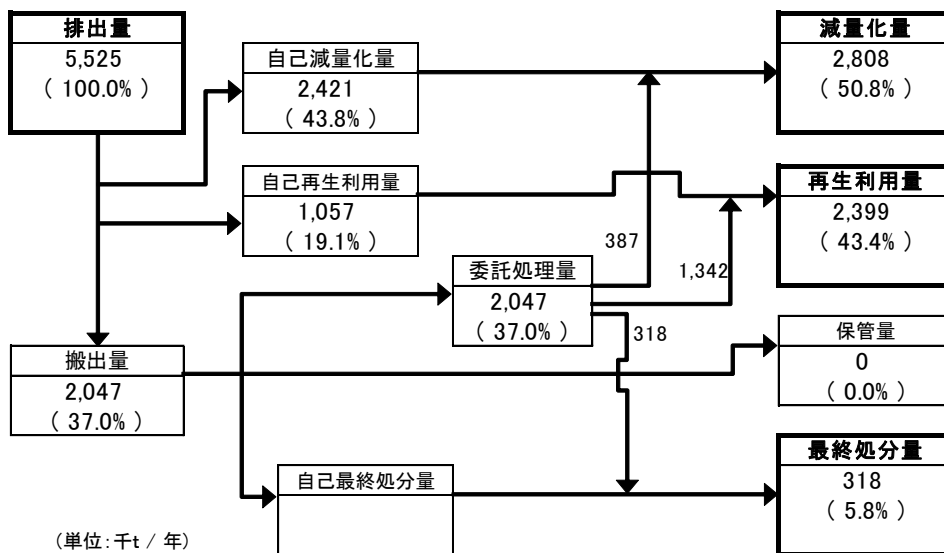 排出量
5,525
( 100.0% )
自己減量化量
2,421
( 43.8% )
減量化量
2,808
( 50.8% )
自己再生利用量
1,057
( 19.1% )
再生利用量
2,399
( 43.4% )
387
1,342
318
委託処理量
2,047
( 37.0% )
搬出量
2,047
( 37.0% )
保管量
0
( 0.0% )
自己最終処分量
最終処分量
318
( 5.8% )
(単位:千t / 年)